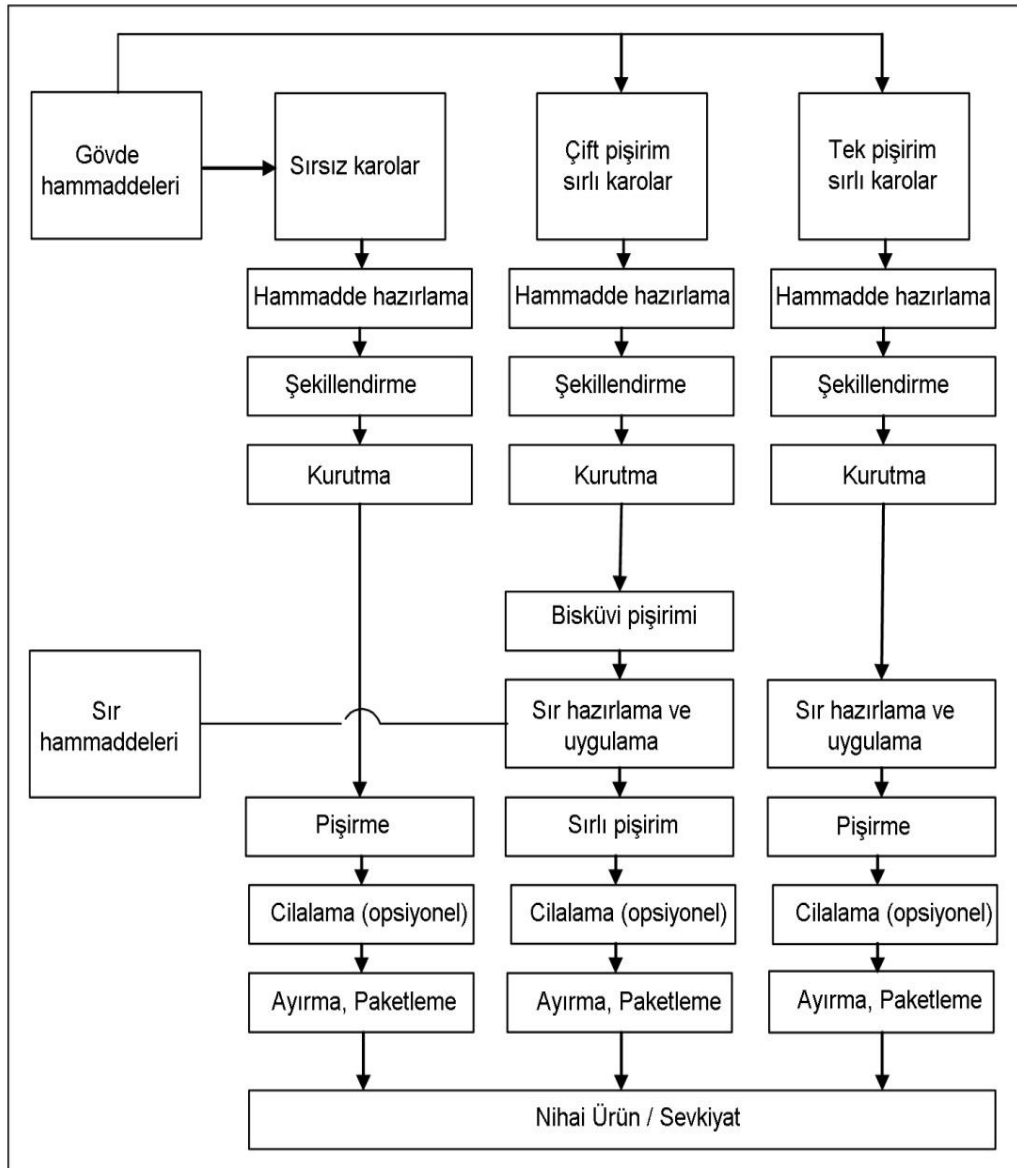 Gövde
hammaddeleri
Sırsız karolar
Çift pişirim
sırlı karolar
Tek pişirim
sırlı karolar
Hammadde hazırlama
Hammadde hazırlama
Hammadde hazırlama
Şekillendirme
Şekillendirme
Şekillendirme
Kurutma
Kurutma
Kurutma
Bisküvi pişirimi
Sır
hammaddeleri
Sır hazırlama ve
uygulama
Sır hazırlama ve
uygulama
Pişirme
Sırlı pişirim
Pişirme
Cilalama (opsiyonel)
Cilalama (opsiyonel)
Cilalama (opsiyonel)
Ayırma, Paketleme
Ayırma, Paketleme
Ayırma, Paketleme
Nihai Ürün / Sevkiyat